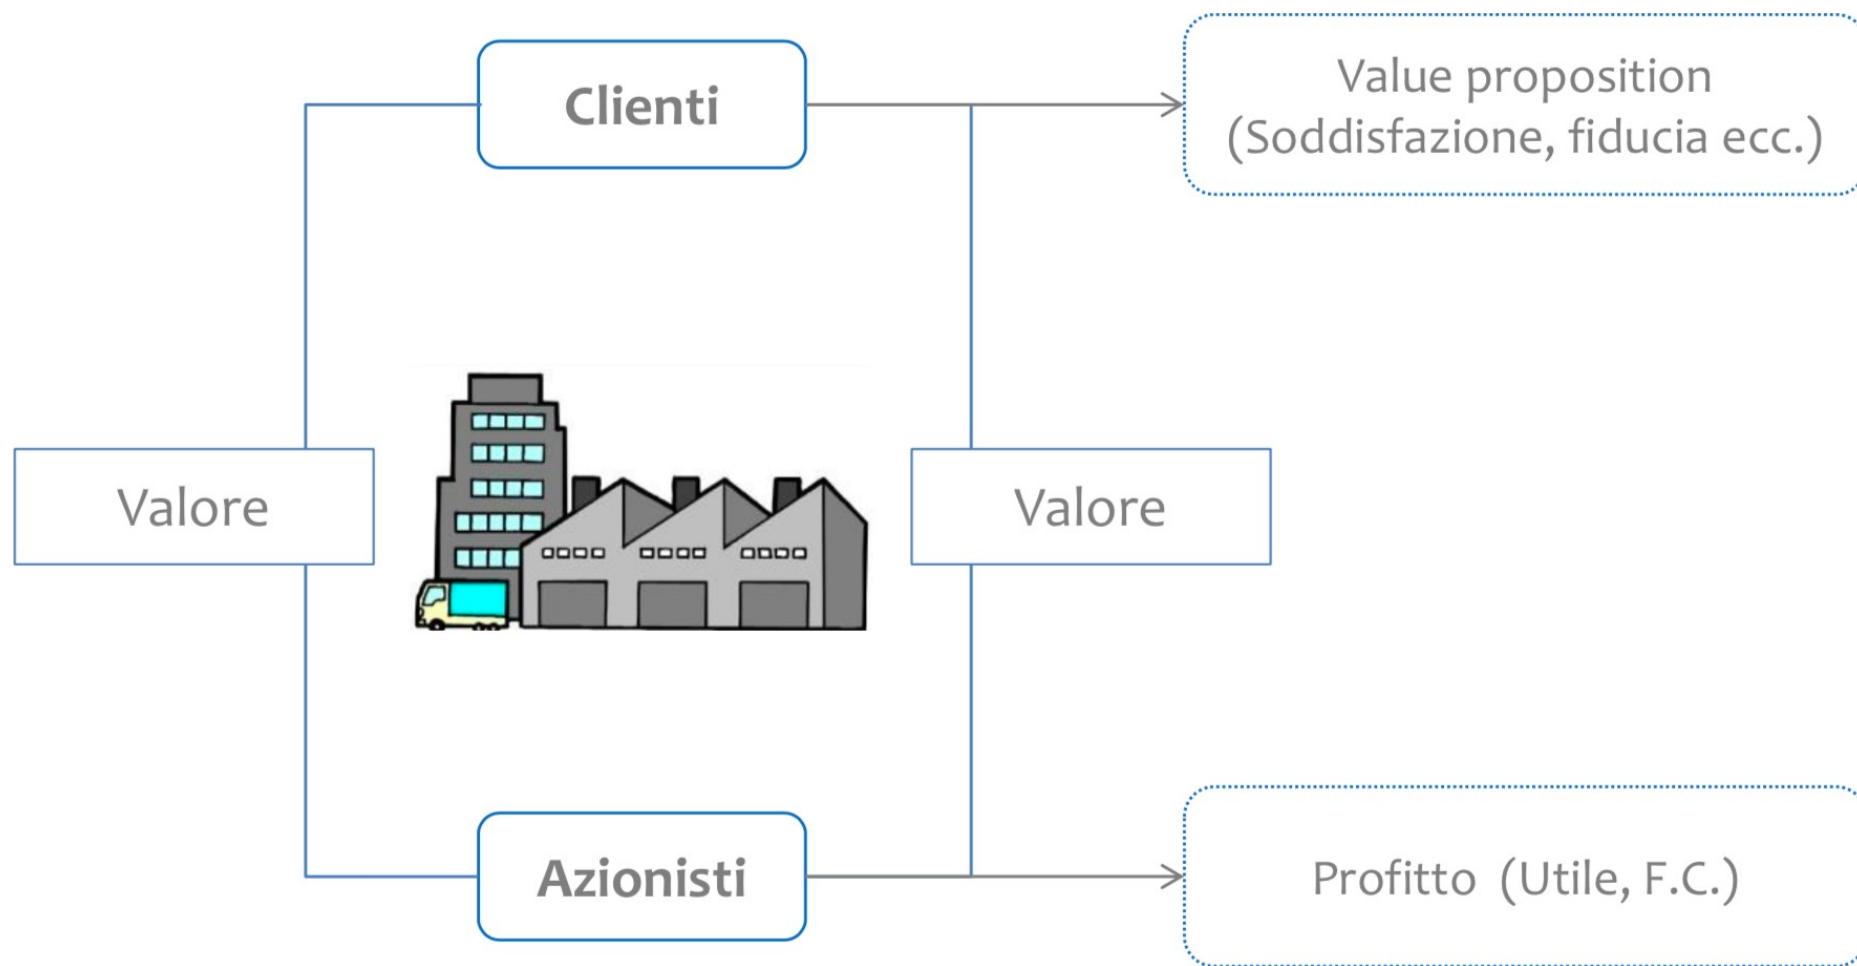 Clienti
Value proposition
(Soddisfazione, fiducia ecc.)
Valore
Valore
Azionisti
Profitto (Utile, F.C.)